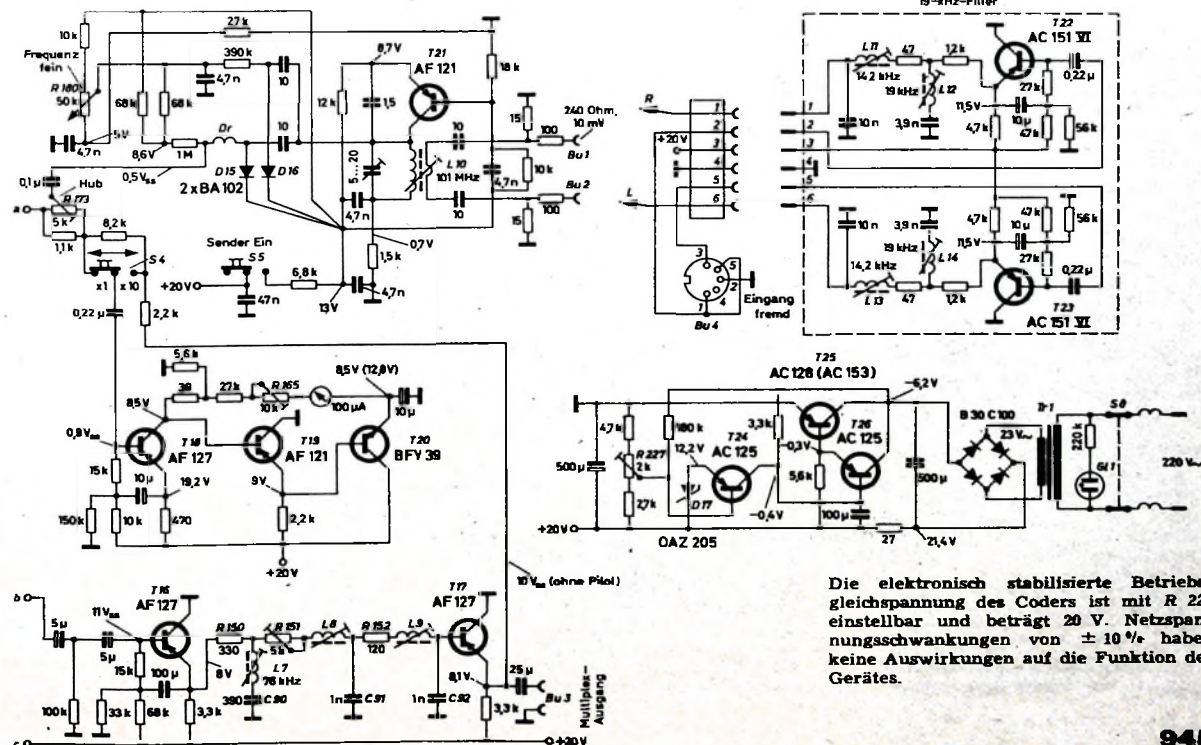 19-kHz-Filter
27k
10k
Frequenz
fein
R 180
50k
68k
68k
390k
4,7n
10
10
5V
4,7n
8,6V
1M
Dr
0,5Vss
D15
D16
2xBA102
8,7V
T21
AF 121
12k
1,5
5...20
4,7n
L10
101 MHz
18k
10
10
4,7n
10k
15
15
100
100
240 Ohm,
10 mV
Bu 1
Bu 2
0,7V
1,5k
4,7n
13V
0,1µ
Hub
R 173
a
5k
8,2k
1,1k
S4
x1
x10
0,22µ
2,2k
Sender Ein
S5
+20V
47n
6,8k
5,6k
39
27k
R 165
10k
100µA
8,5V (12,8V)
10µ
8,5V
0,9Vss
T18
AF 127
T19
AF 121
T20
BFY 39
15k
10µ
19,2V
9V
150k
10k
470
2,2k
+20V
10Vss (ohne Pilot)
b
5µ
11Vss
T16
AF 127
5µ
15k
100µ
8V
100k
33k
68k
3,3k
R150
330
R151
5k
L7
76 kHz
390
C90
L8
R152
120
L9
1n
C91
1n
C92
T17
AF 127
8,1V
25µ
3,3k
Bu 3
Multiplex-
Ausgang
+20V
c
R
L
+20V
1
2
3
4
5
6
3
5
2
4
1
Bu 4
Eingang
fremd
1
2
3
4
5
6
L11
14,2 kHz
47
1,2k
19 kHz
L12
10n
3,9n
11,5V
4,7k
T22
AC 151 VI
0,22µ
27k
10µ
47k
56k
10n
3,9n
19 kHz
L14
14,2 kHz
L13
47
1,2k
4,7k
11,5V
47k
10µ
56k
27k
0,22µ
T23
AC 151 VI
T25
AC 128 (AC 153)
-6,2V
500µ
4,7k
R 227
2k
2,7k
180k
12,2V
D17
T24
AC 125
3,3k
-0,3V
T26
AC 125
5,6k
-0,4V
100µ
27
500µ
21,4V
+20V
OAZ 205
B 30 C 100
23V~
Tr 1
S8
220k
Gl 1
220V~
Die elektronisch stabilisierte Betriebs
gleichspannung des Coders ist mit R 22
einstellbar und beträgt 20 V. Netzspan
nungsschwankungen von ± 10 % habe
keine Auswirkungen auf die Funktion de
Gerätes.